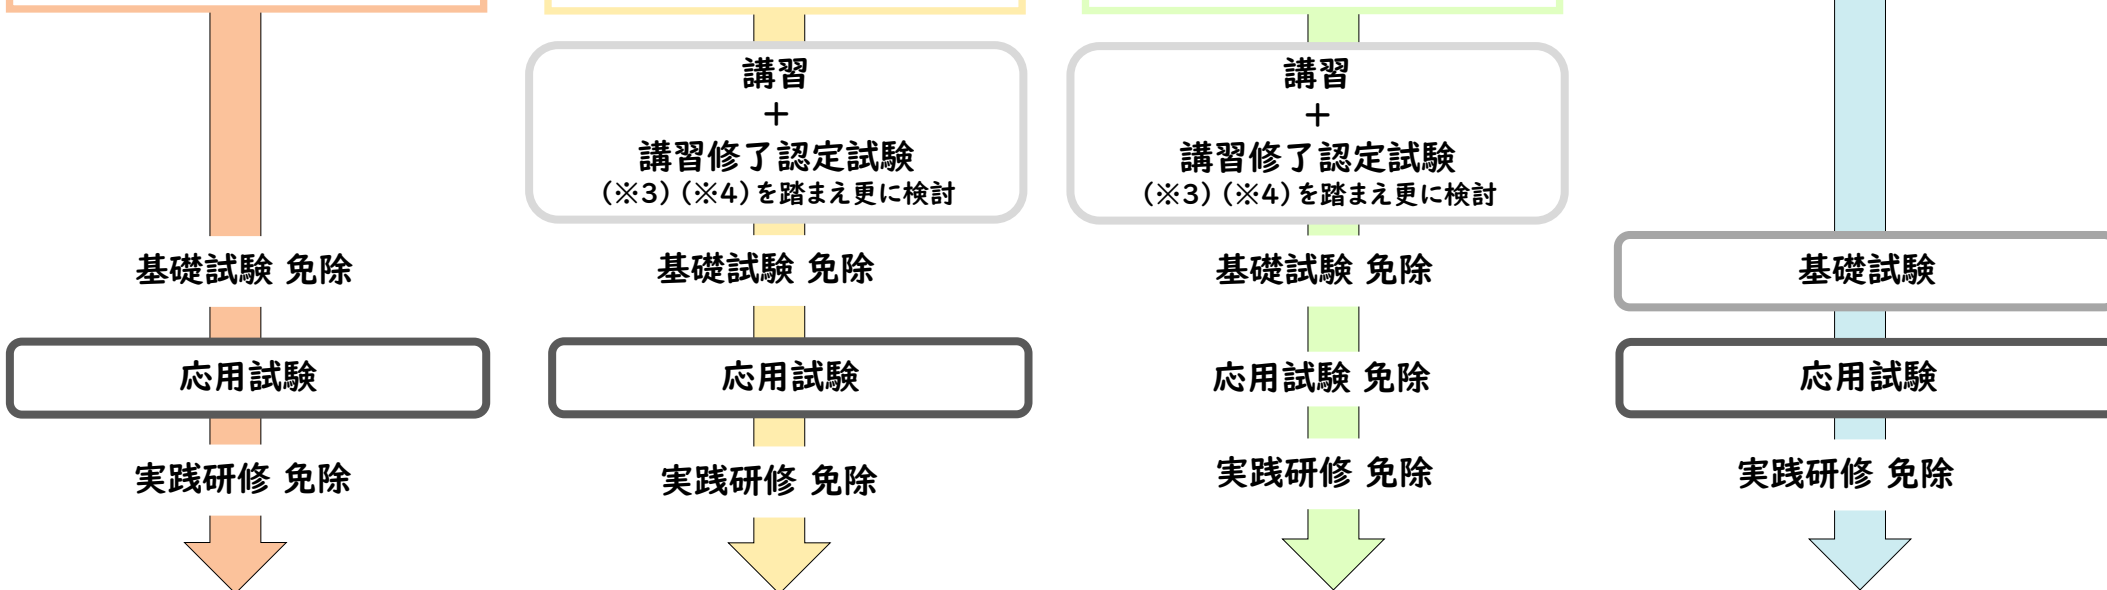 講習
+
講習修了認定試験
(※3)(※4)を踏まえ更に検討
講習
+
講習修了認定試験
(※3)(※4)を踏まえ更に検討
基礎試験 免除
基礎試験 免除
基礎試験 免除
基礎試験
応用試験
応用試験
応用試験 免除
応用試験
実践研修 免除
実践研修 免除
実践研修 免除
実践研修 免除